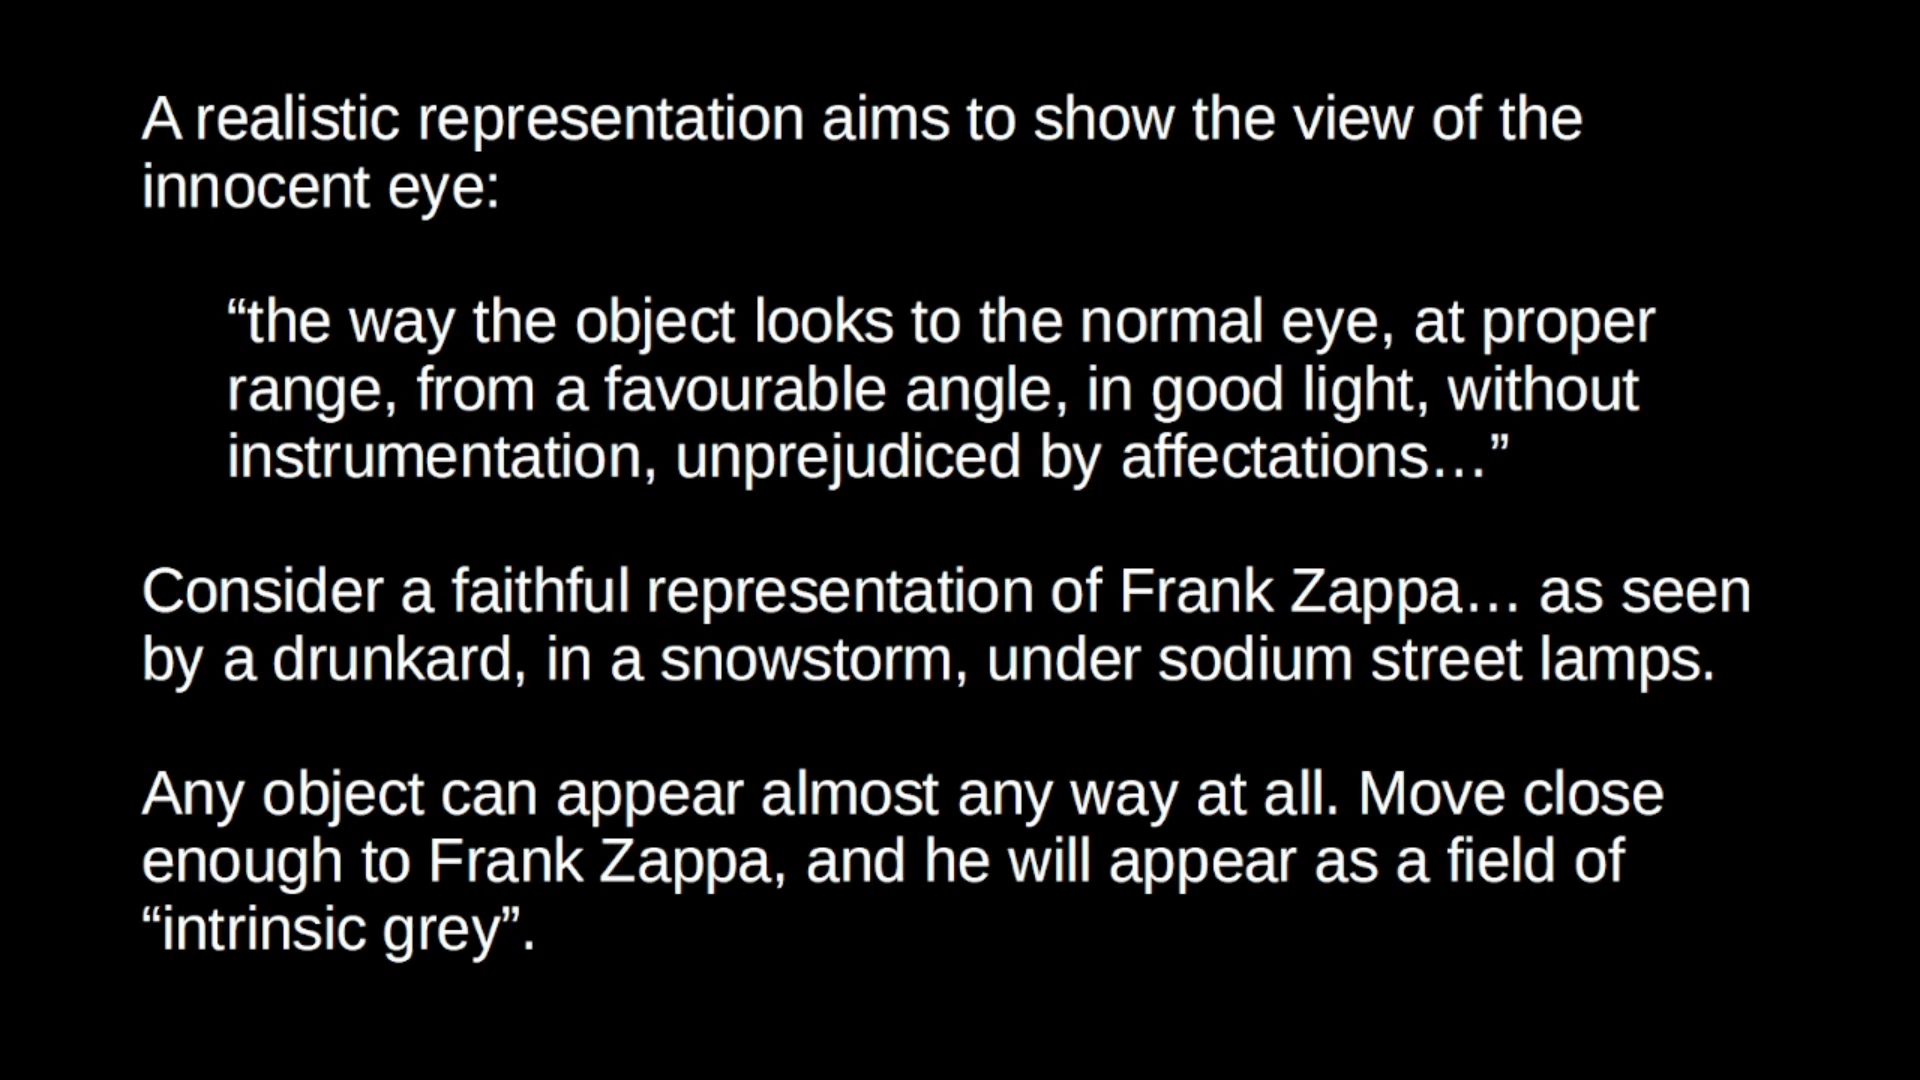 A realistic representation aims to show the view of the
innocent eye:
“the way the object looks to the normal eye, at proper
range, from a favourable angle, in good light, without
instrumentation, unprejudiced by affectations…”
Consider a faithful representation of Frank Zappa… as seen
by a drunkard, in a snowstorm, under sodium street lamps.
Any object can appear almost any way at all. Move close
enough to Frank Zappa, and he will appear as a field of
“intrinsic grey”.